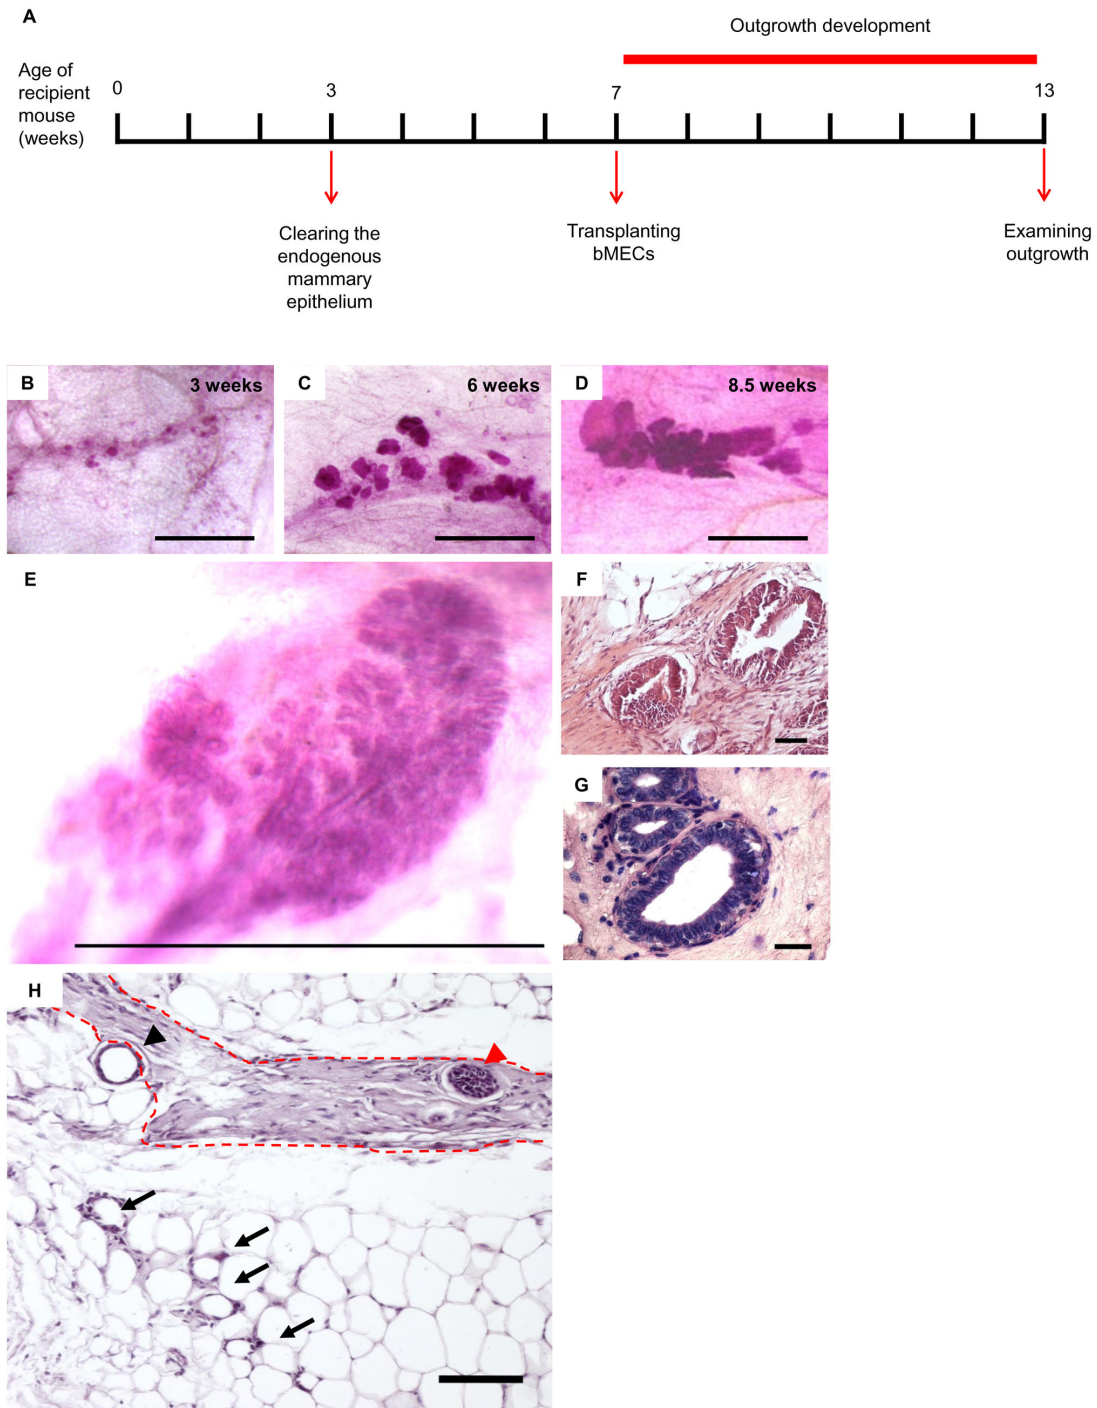 A
Outgrowth development
Age of
recipient
mouse
(weeks)
0
3
7
13
Clearing the
endogenous
mammary
epithelium
Transplanting
bMECs
Examining
outgrowth
B
3 weeks
C
6 weeks
D
8.5 weeks
E
F
G
H